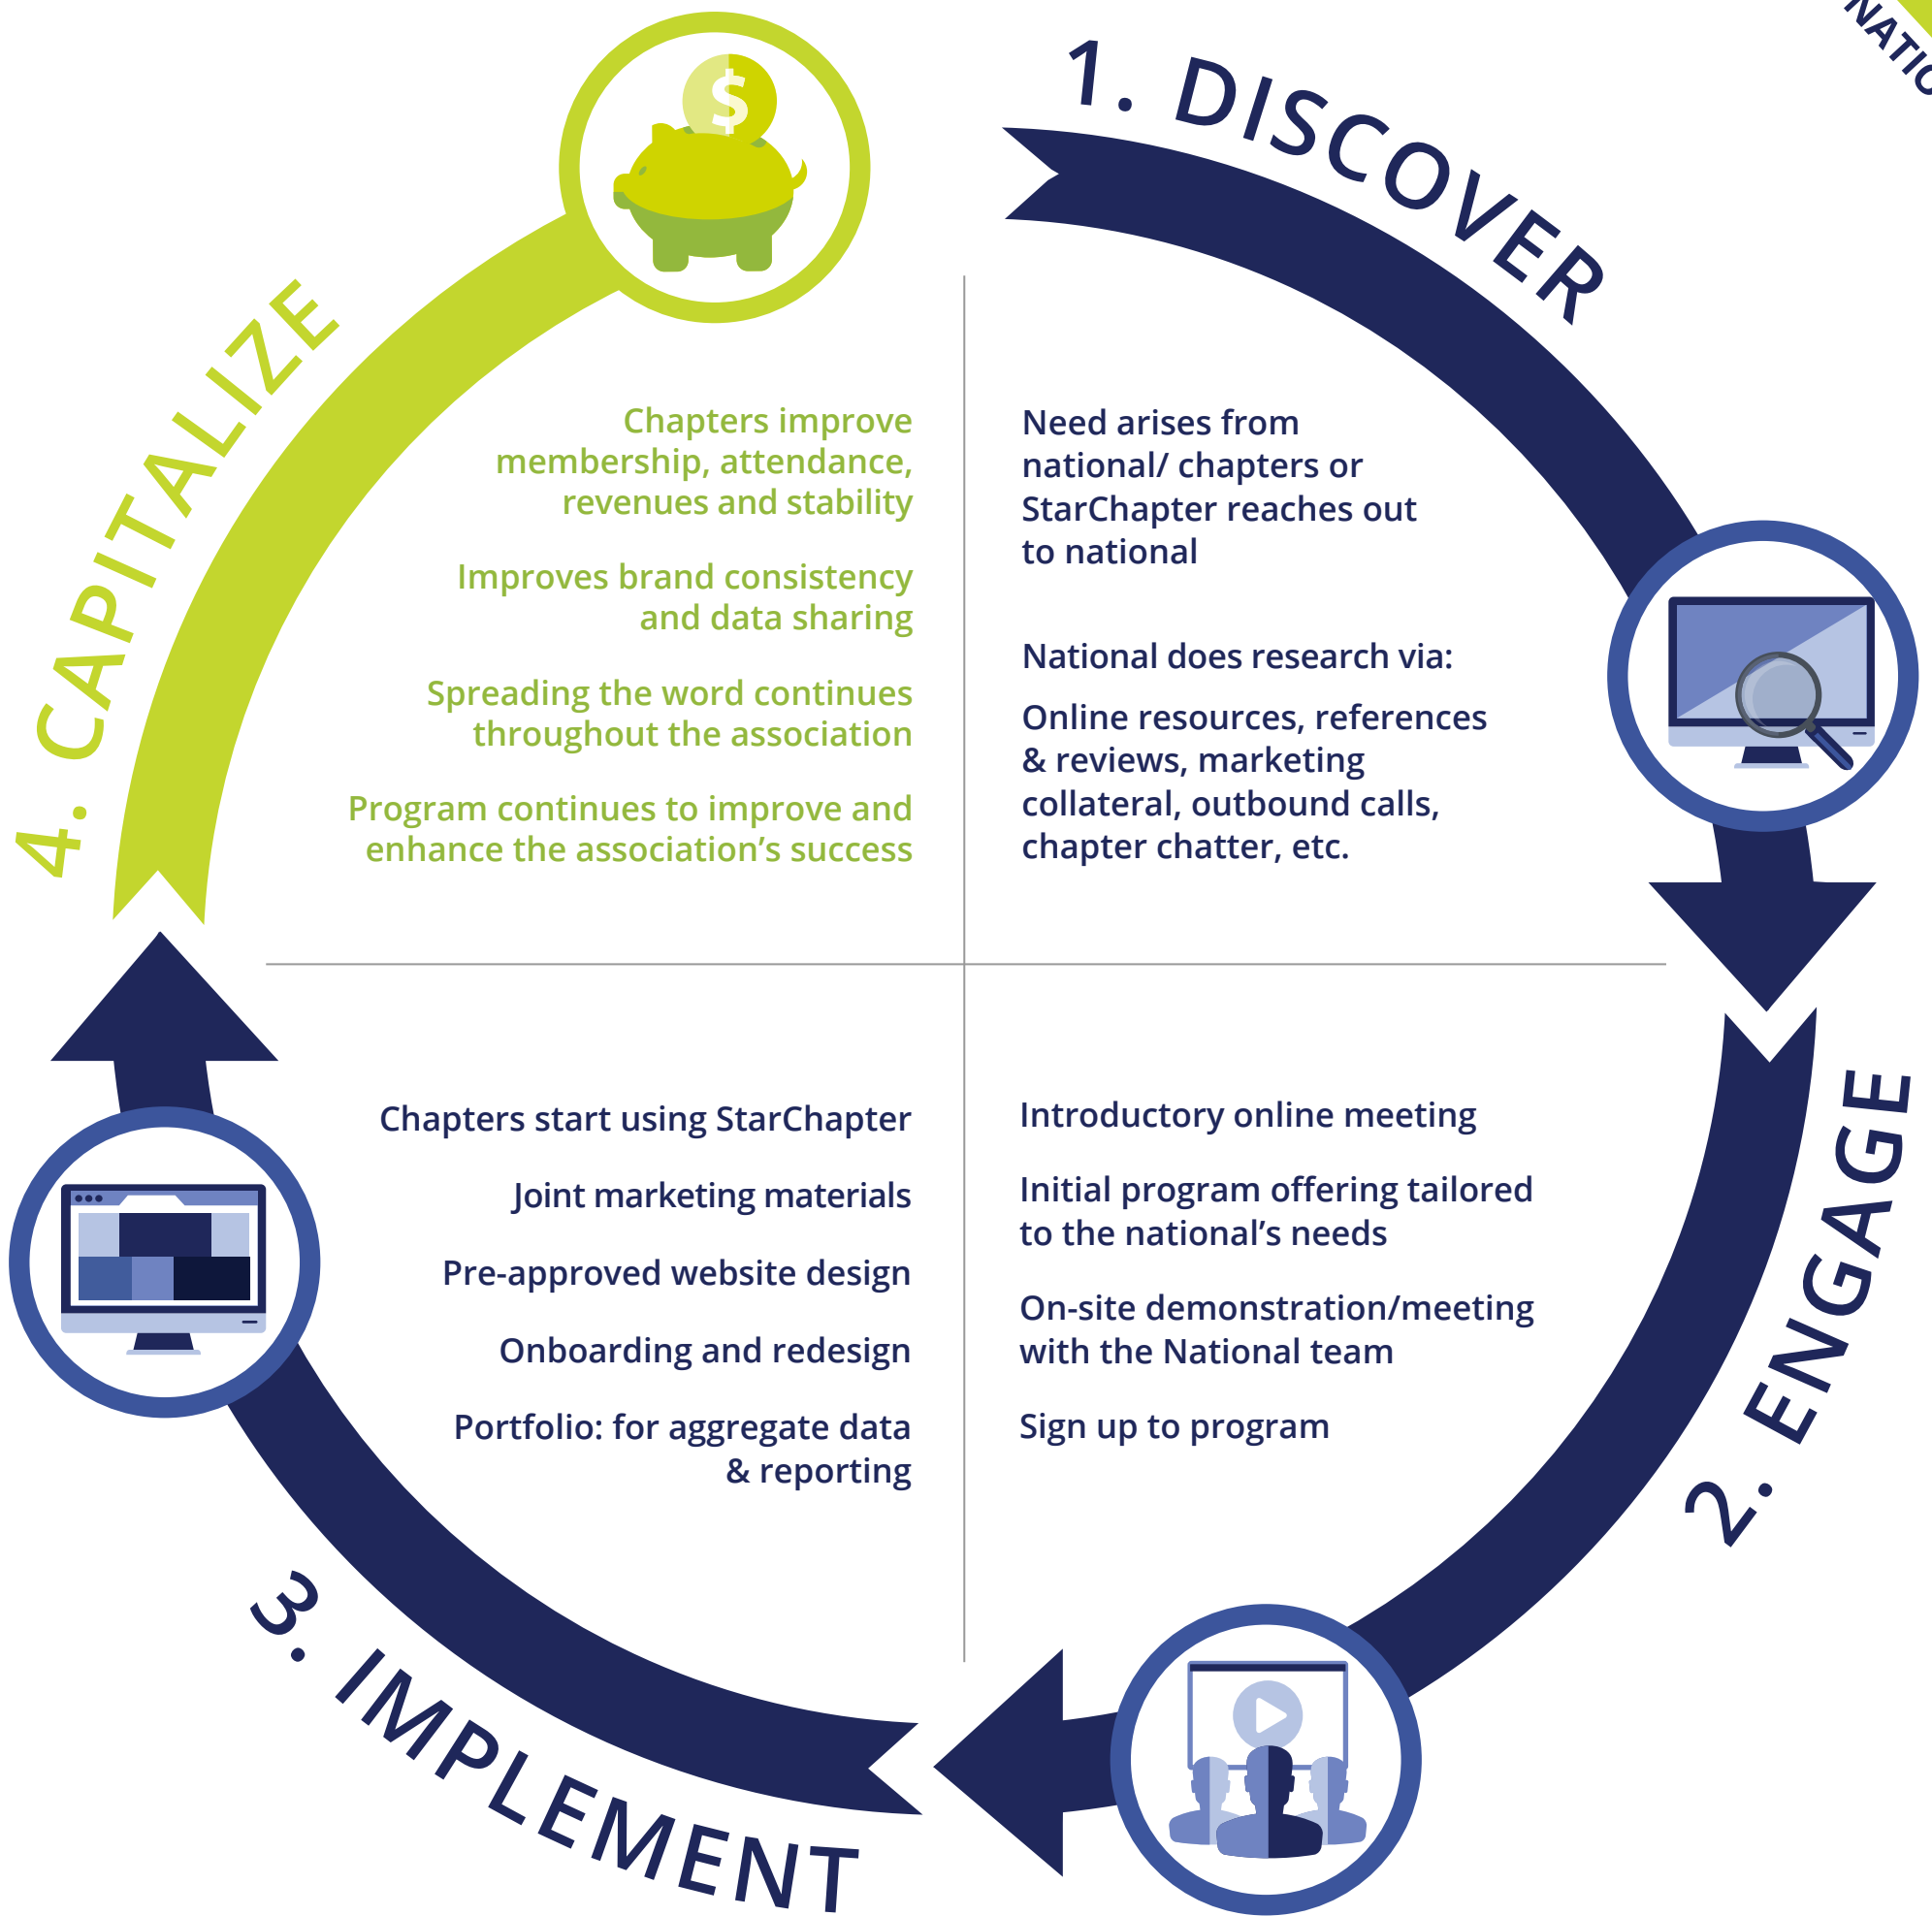 1. DISCOVER
Need arises from
national/ chapters or
StarChapter reaches out
to national
National does research via:
Online resources, references
& reviews, marketing
collateral, outbound calls,
chapter chatter, etc.
2. ENGAGE
Introductory online meeting
Initial program offering tailored
to the national’s needs
On-site demonstration/meeting
with the National team
Sign up to program
3. IMPLEMENT
Chapters start using StarChapter
Joint marketing materials
Pre-approved website design
Onboarding and redesign
Portfolio: for aggregate data
& reporting
4. CAPITALIZE
Chapters improve
membership, attendance,
revenues and stability
Improves brand consistency
and data sharing
Spreading the word continues
throughout the association
Program continues to improve and
enhance the association’s success
$